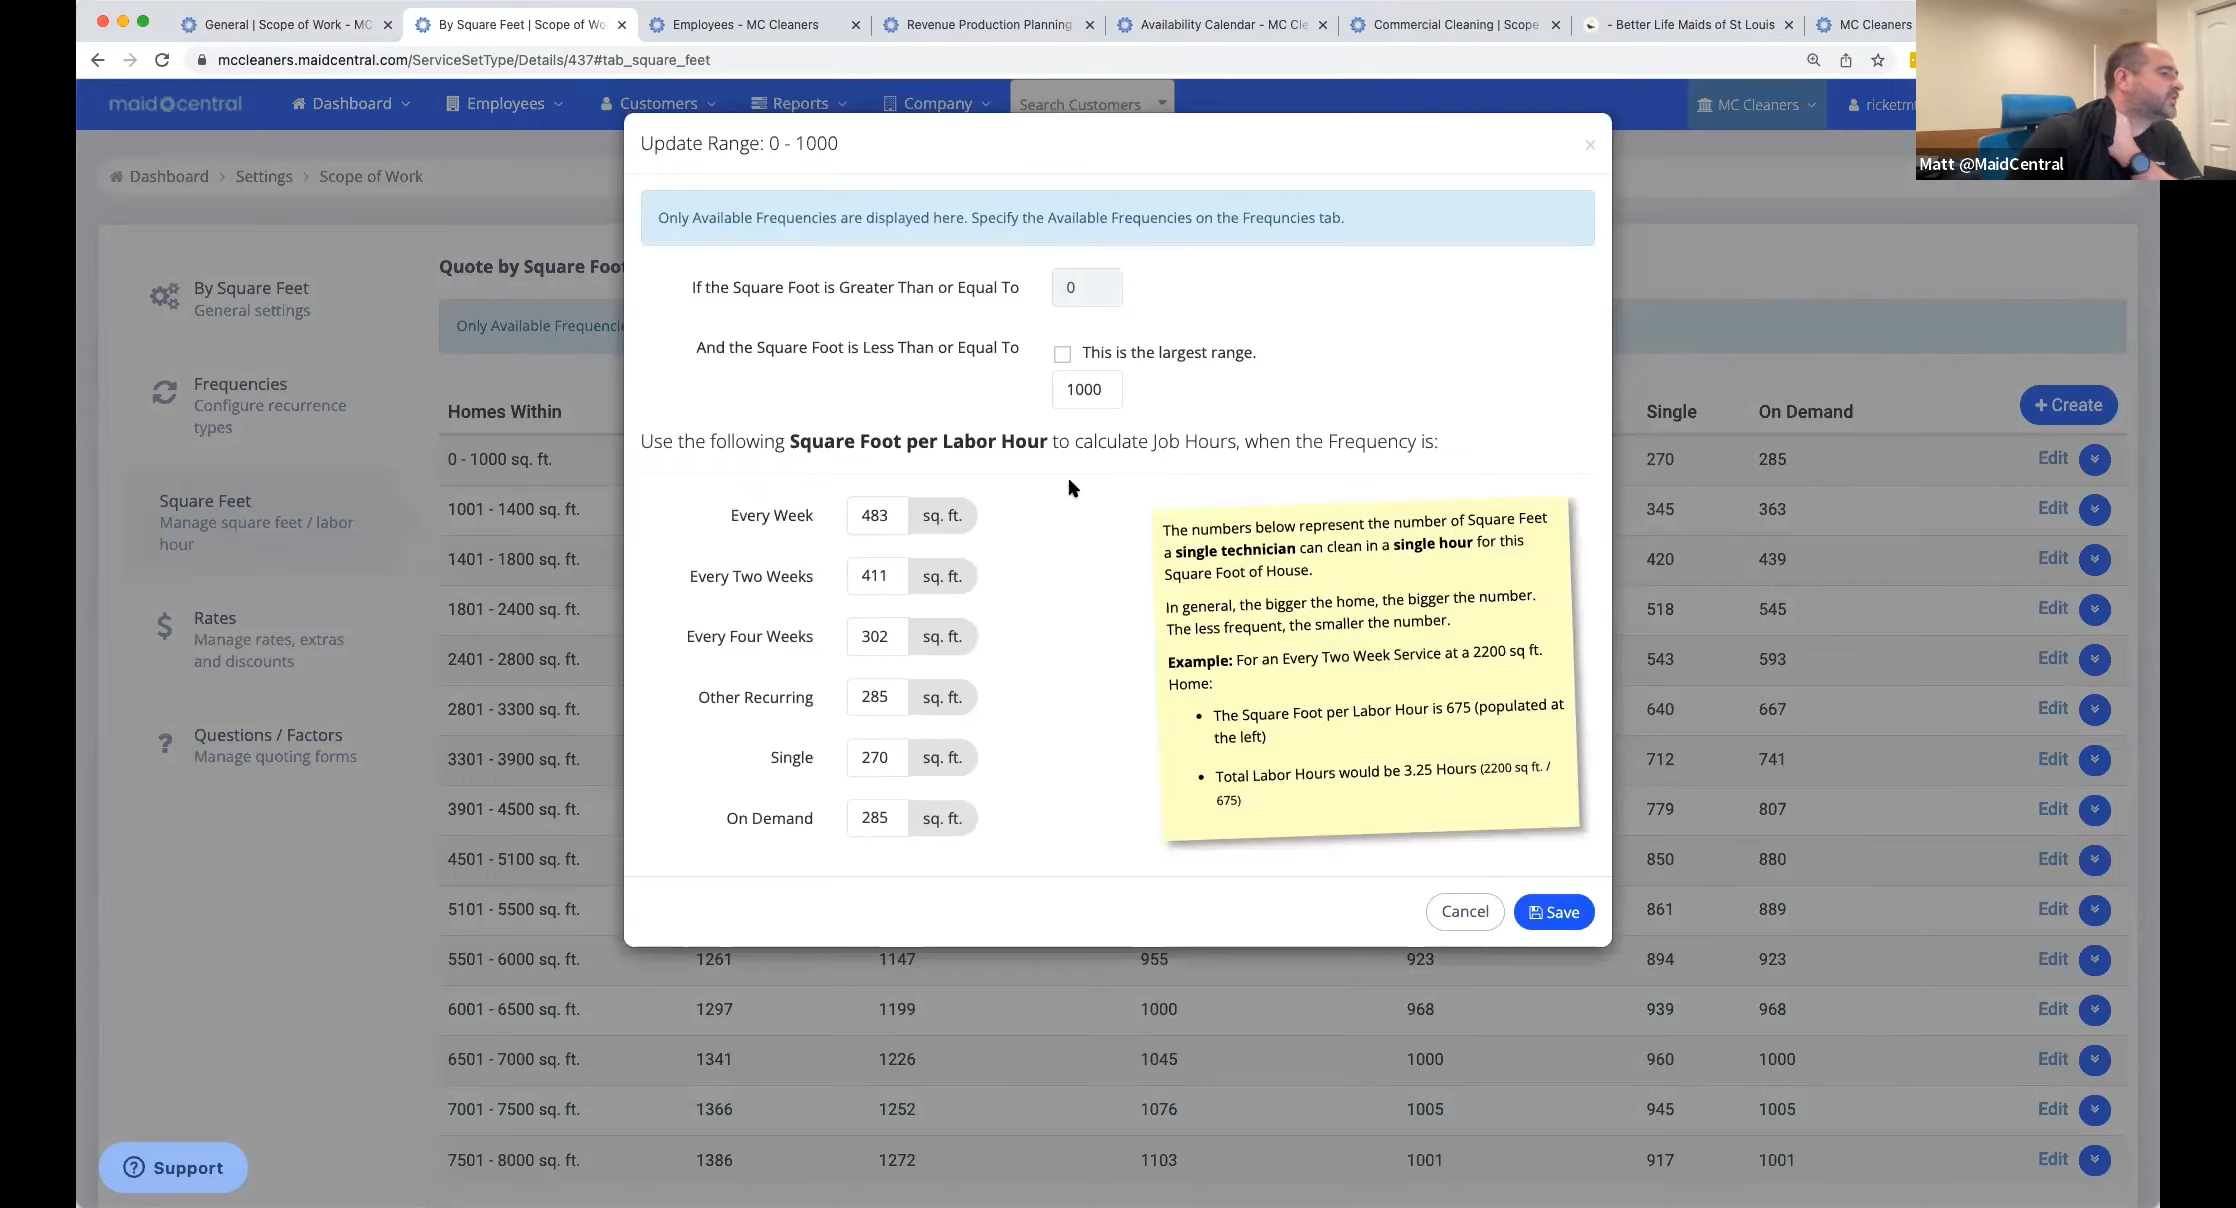 General | Scope of Work - MC
By Square Feet | Scope of Wo
Employees - MC Cleaners
Revenue Production Planning
Availability Calendar - MC Cle
Commercial Cleaning | Scope
- Better Life Maids of St Louis
MC Cleaners
mccleaners.maidcentral.com/ServiceSetType/Details/437#tab_square_feet
maidcentral
Dashboard
Employees
Customers
Reports
Company
Search Customers
MC Cleaners
ricketm
Matt @MaidCentral
Dashboard > Settings > Scope of Work
By Square Feet
General settings
Frequencies
Configure recurrence
types
Square Feet
Manage square feet / labor
hour
Rates
Manage rates, extras
and discounts
Questions / Factors
Manage quoting forms
Support
Quote by Square Foo
Only Available Frequencie
Update Range: 0 - 1000
×
Only Available Frequencies are displayed here. Specify the Available Frequencies on the Frequncies tab.
If the Square Foot is Greater Than or Equal To 0
And the Square Foot is Less Than or Equal To This is the largest range.
1000
Use the following Square Foot per Labor Hour to calculate Job Hours, when the Frequency is:
Every Week 483 sq. ft.
Every Two Weeks 411 sq. ft.
Every Four Weeks 302 sq. ft.
Other Recurring 285 sq. ft.
Single 270 sq. ft.
On Demand 285 sq. ft.
The numbers below represent the number of Square Feet
a single technician can clean in a single hour for this
Square Foot of House.
In general, the bigger the home, the bigger the number.
The less frequent, the smaller the number.
Example: For an Every Two Week Service at a 2200 sq ft.
Home:
• The Square Foot per Labor Hour is 675 (populated at
the left)
• Total Labor Hours would be 3.25 Hours (2200 sq ft. /
675)
Cancel
Save
Homes Within Single On Demand + Create
0 - 1000 sq. ft. 270 285 Edit
1001 - 1400 sq. ft. 345 363 Edit
1401 - 1800 sq. ft. 420 439 Edit
1801 - 2400 sq. ft. 518 545 Edit
2401 - 2800 sq. ft. 543 593 Edit
2801 - 3300 sq. ft. 640 667 Edit
3301 - 3900 sq. ft. 712 741 Edit
3901 - 4500 sq. ft. 779 807 Edit
4501 - 5100 sq. ft. 850 880 Edit
5101 - 5500 sq. ft. 861 889 Edit
5501 - 6000 sq. ft. 1261 1147 955 923 894 923 Edit
6001 - 6500 sq. ft. 1297 1199 1000 968 939 968 Edit
6501 - 7000 sq. ft. 1341 1226 1045 1000 960 1000 Edit
7001 - 7500 sq. ft. 1366 1252 1076 1005 945 1005 Edit
7501 - 8000 sq. ft. 1386 1272 1103 1001 917 1001 Edit